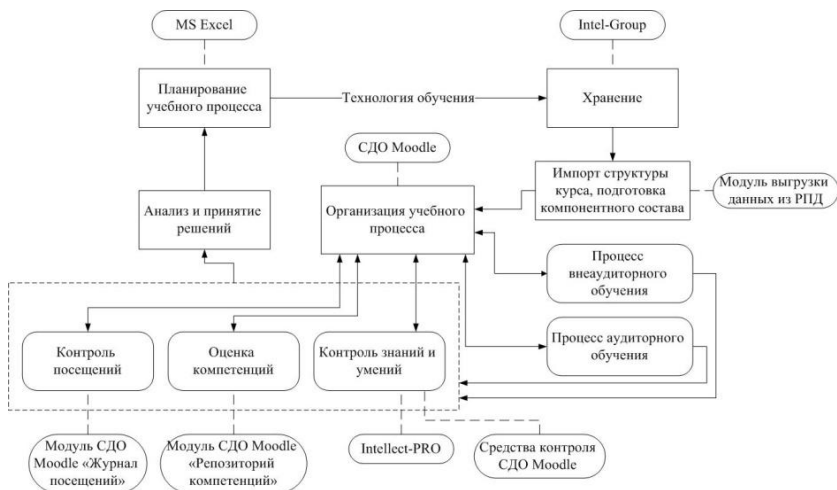 MS Excel
Intel-Group
Планирование
учебного процесса
Технология обучения
Хранение
СДО Moodle
Импорт структуры
курса, подготовка
компонентного состава
Модуль выгрузки
данных из РПД
Анализ и принятие
решений
Организация учебного
процесса
Процесс
внеаудиторного
обучения
Контроль
посещений
Оценка
компетенций
Контроль знаний и
умений
Процесс аудиторного
обучения
Модуль СДО
Moodle «Журнал
посещений»
Модуль СДО Moodle
«Репозиторий
компетенций»
Intellect-PRO
Средства контроля
СДО Moodle